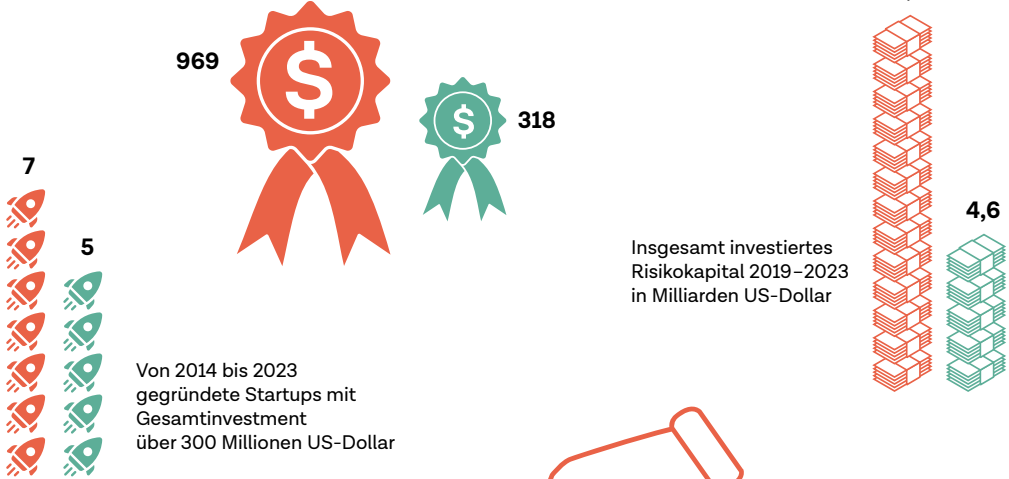 969
$
$
318
7
5
4,6
Insgesamt investiertes
Risikokapital 2019–2023
in Milliarden US-Dollar
Von 2014 bis 2023
gegründete Startups mit
Gesamtinvestment
über 300 Millionen US-Dollar